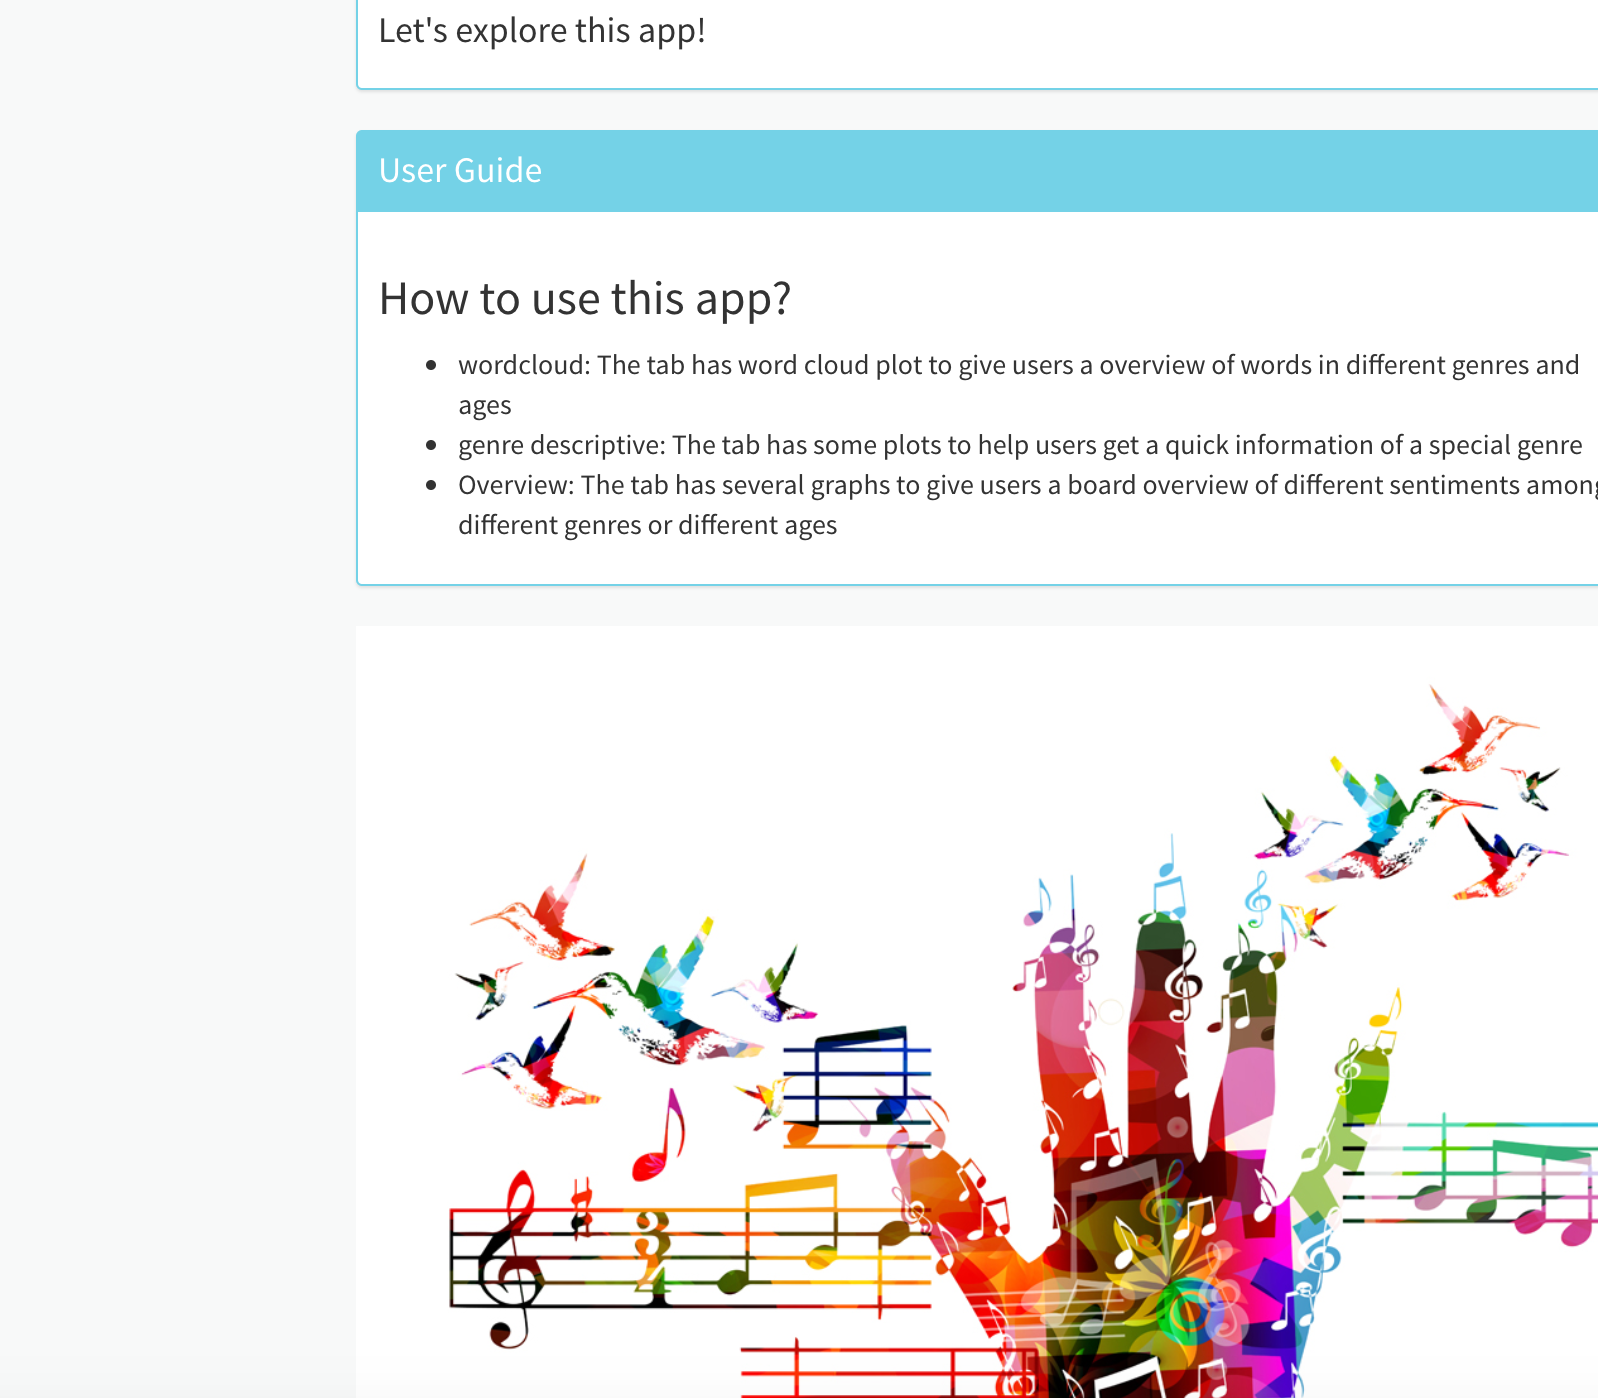 Let's explore this app!
User Guide
How to use this app?
wordcloud: The tab has word cloud plot to give users a overview of words in different genres and
ages
genre descriptive: The tab has some plots to help users get a quick information of a special genre
Overview: The tab has several graphs to give users a board overview of different sentiments among
different genres or different ages
3
4